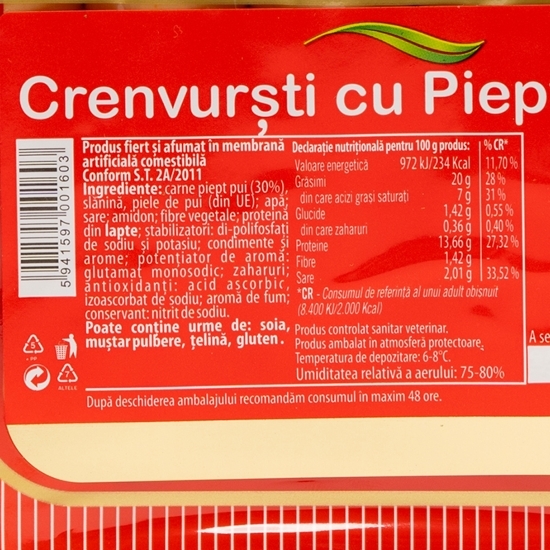 Crenvurști cu Piep
Produs fiert și afumat în membrană
artificială comestibilă
Conform S.T. 2A/2011
Ingrediente: carne piept pui (30%),
slănină, piele de pui (din UE); apă;
sare; amidon; fibre vegetale; proteină
din lapte; stabilizatori: di-polifosfați
de sodiu și potasiu; condimente și
arome; potențiator de aromă:
glutamat monosodic; zaharuri;
antioxidanți: acid ascorbic,
izoascorbat de sodiu; aromă de fum;
conservant: nitrit de sodiu.
Poate conține urme de: soia,
muștar pulbere, țelină, gluten.
Declarație nutrițională pentru 100 g produs: % CR*
Valoare energetică 972 kJ/234 Kcal 11,70 %
Grăsimi 20 g 28 %
din care acizi grași saturați 7 g 31 %
Glucide 1,42 g 0,55 %
din care zaharuri 0,36 g 0,40 %
Proteine 13,66 g 27,32 %
Fibre 1,42 g
Sare 2,01 g 33,52 %
*CR - Consumul de referință al unui adult obișnuit
(8.400 KJ/2.000 Kcal)
Produs controlat sanitar veterinar.
Produs ambalat in atmosferă protectoare.
Temperatura de depozitare: 6-8°C.
Umiditatea relativă a aerului: 75-80%
După deschiderea ambalajului recomandăm consumul în maxim 48 ore.
5 941597 001603
5
PP
7
ALTELE
A se